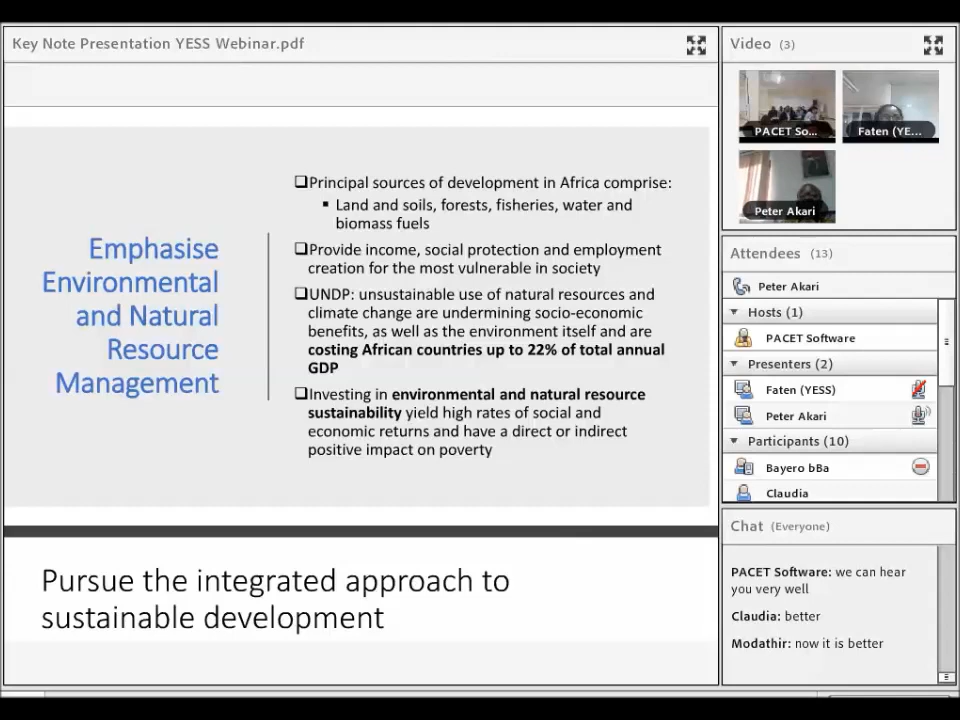 Key Note Presentation YESS Webinar.pdf
Emphasise
Environmental
and Natural
Resource
Management
❑Principal sources of development in Africa comprise:
▪ Land and soils, forests, fisheries, water and
biomass fuels
❑Provide income, social protection and employment
creation for the most vulnerable in society
❑UNDP: unsustainable use of natural resources and
climate change are undermining socio-economic
benefits, as well as the environment itself and are
costing African countries up to 22% of total annual
GDP
❑Investing in environmental and natural resource
sustainability yield high rates of social and
economic returns and have a direct or indirect
positive impact on poverty
Pursue the integrated approach to
sustainable development
Video (3)
PACET So...
Faten (YE...
Peter Akari
Attendees (13)
Peter Akari
Hosts (1)
PACET Software
Presenters (2)
Faten (YESS)
Peter Akari
Participants (10)
Bayero bBa
Claudia
Chat (Everyone)
PACET Software: we can hear
you very well
Claudia: better
Modathir: now it is better